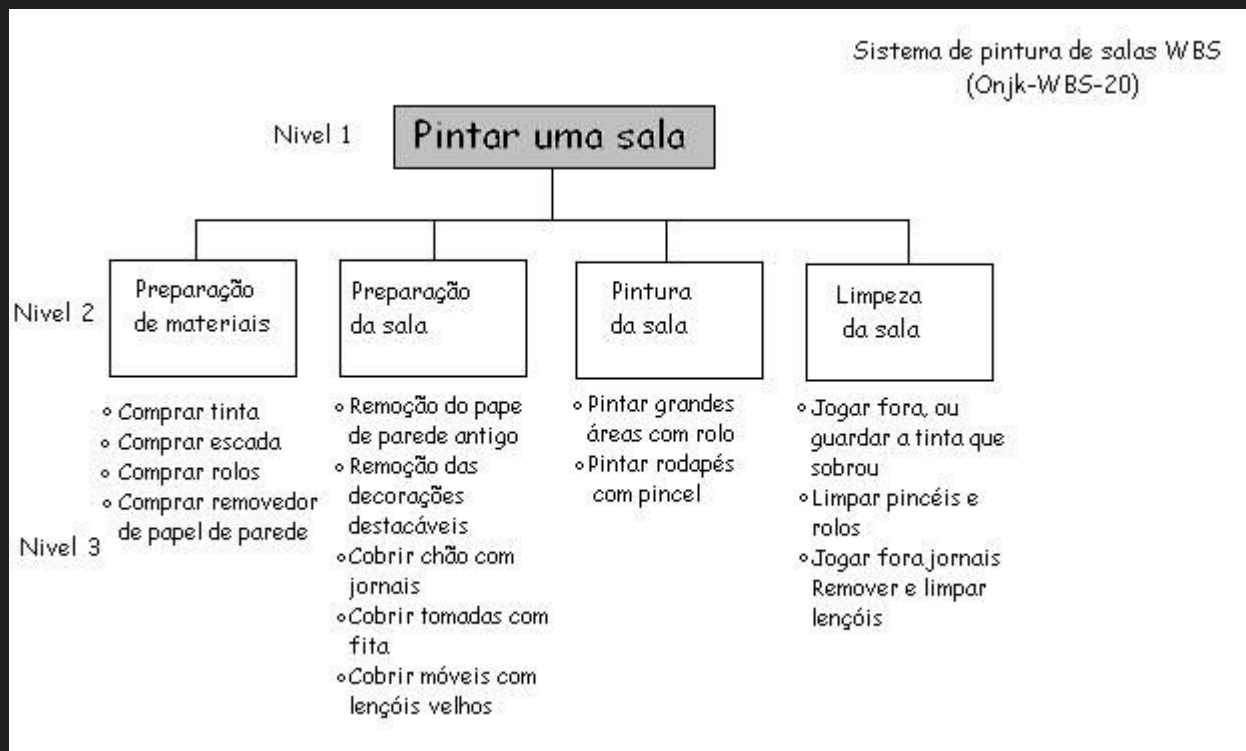 Sistema de pintura de salas WBS
(Onjk-WBS-20)
Nivel 1
Pintar uma sala
Nivel 2
Preparação
de materiais
Preparação
da sala
Pintura
da sala
Limpeza
da sala
Nivel 3
Comprar tinta
Comprar escada
Comprar rolos
Comprar removedor
de papel de parede
Remoção do pape
de parede antigo
Remoção das
decorações
destacáveis
Cobrir chão com
jornais
Cobrir tomadas com
fita
Cobrir móveis com
lençóis velhos
Pintar grandes
áreas com rolo
Pintar rodapés
com pincel
Jogar fora, ou
guardar a tinta que
sobrou
Limpar pincéis e
rolos
Jogar fora jornais
Remover e limpar
lençóis